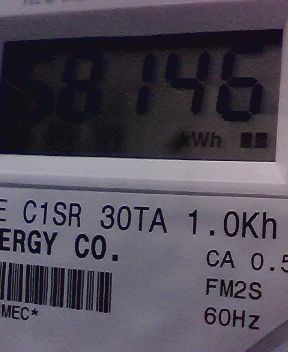 58146
kWh
E C1SR 30TA 1.0Kh
ERGY CO.
CA 0.5
FM2S
MEC*
60Hz